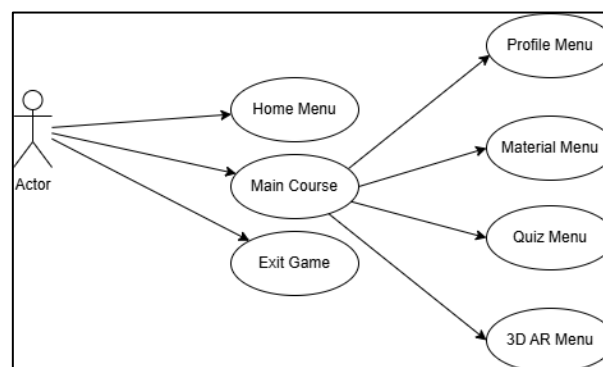 Actor
Home Menu
Main Course
Exit Game
Profile Menu
Material Menu
Quiz Menu
3D AR Menu